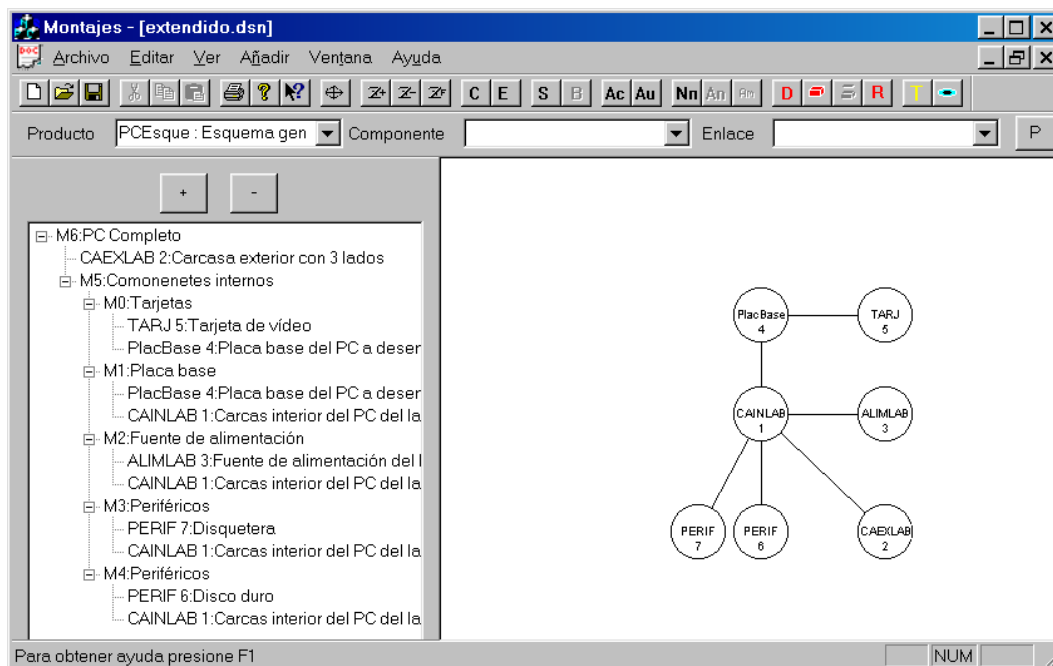 Montajes - [extendido.dsn]
Archivo Editar Ver Añadir Ventana Ayuda
Z+ Z- ZF C E S B Ac Au Nn An Am D R T
Producto PCEsque : Esquema gen Componente Enlace P
+ -
M6:PC Completo
CAEXLAB 2:Carcasa exterior con 3 lados
M5:Comonenetes internos
M0:Tarjetas
TARJ 5:Tarjeta de vídeo
PlacBase 4:Placa base del PC a deser
M1:Placa base
PlacBase 4:Placa base del PC a deser
CAINLAB 1:Carcas interior del PC del la
M2:Fuente de alimentación
ALIMLAB 3:Fuente de alimentación del l
CAINLAB 1:Carcas interior del PC del la
M3:Periféricos
PERIF 7:Disquetera
CAINLAB 1:Carcas interior del PC del la
M4:Periféricos
PERIF 6:Disco duro
CAINLAB 1:Carcas interior del PC del la
PlacBase
4
TARJ
5
CAINLAB
1
ALIMLAB
3
PERIF
7
PERIF
6
CAEXLAB
2
Para obtener ayuda presione F1
NUM